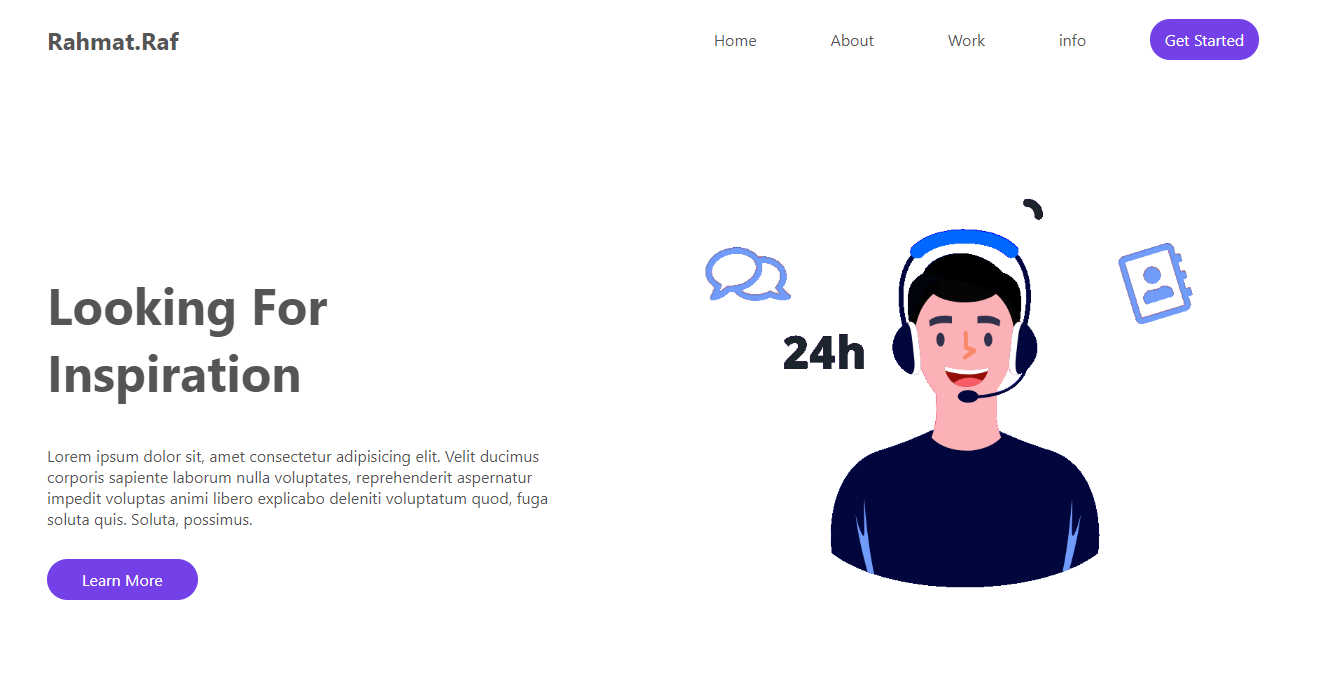 Rahmat.Raf
Home
About
Work
info
Get Started
Looking For
Inspiration
24h
Lorem ipsum dolor sit, amet consectetur adipisicing elit. Velit ducimus
corporis sapiente laborum nulla voluptates, reprehenderit aspernatur
impedit voluptas animi libero explicabo deleniti voluptatum quod, fuga
soluta quis. Soluta, possimus.
Learn More